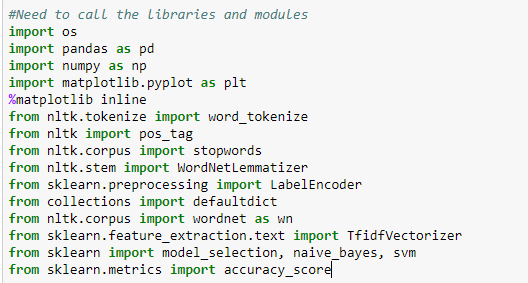 #Need to call the libraries and modules
import os
import pandas as pd
import numpy as np
import matplotlib.pyplot as plt
%matplotlib inline
from nltk.tokenize import word_tokenize
from nltk import pos_tag
from nltk.corpus import stopwords
from nltk.stem import WordNetLemmatizer
from sklearn.preprocessing import LabelEncoder
from collections import defaultdict
from nltk.corpus import wordnet as wn
from sklearn.feature_extraction.text import TfidfVectorizer
from sklearn import model_selection, naive_bayes, svm
from sklearn.metrics import accuracy_score